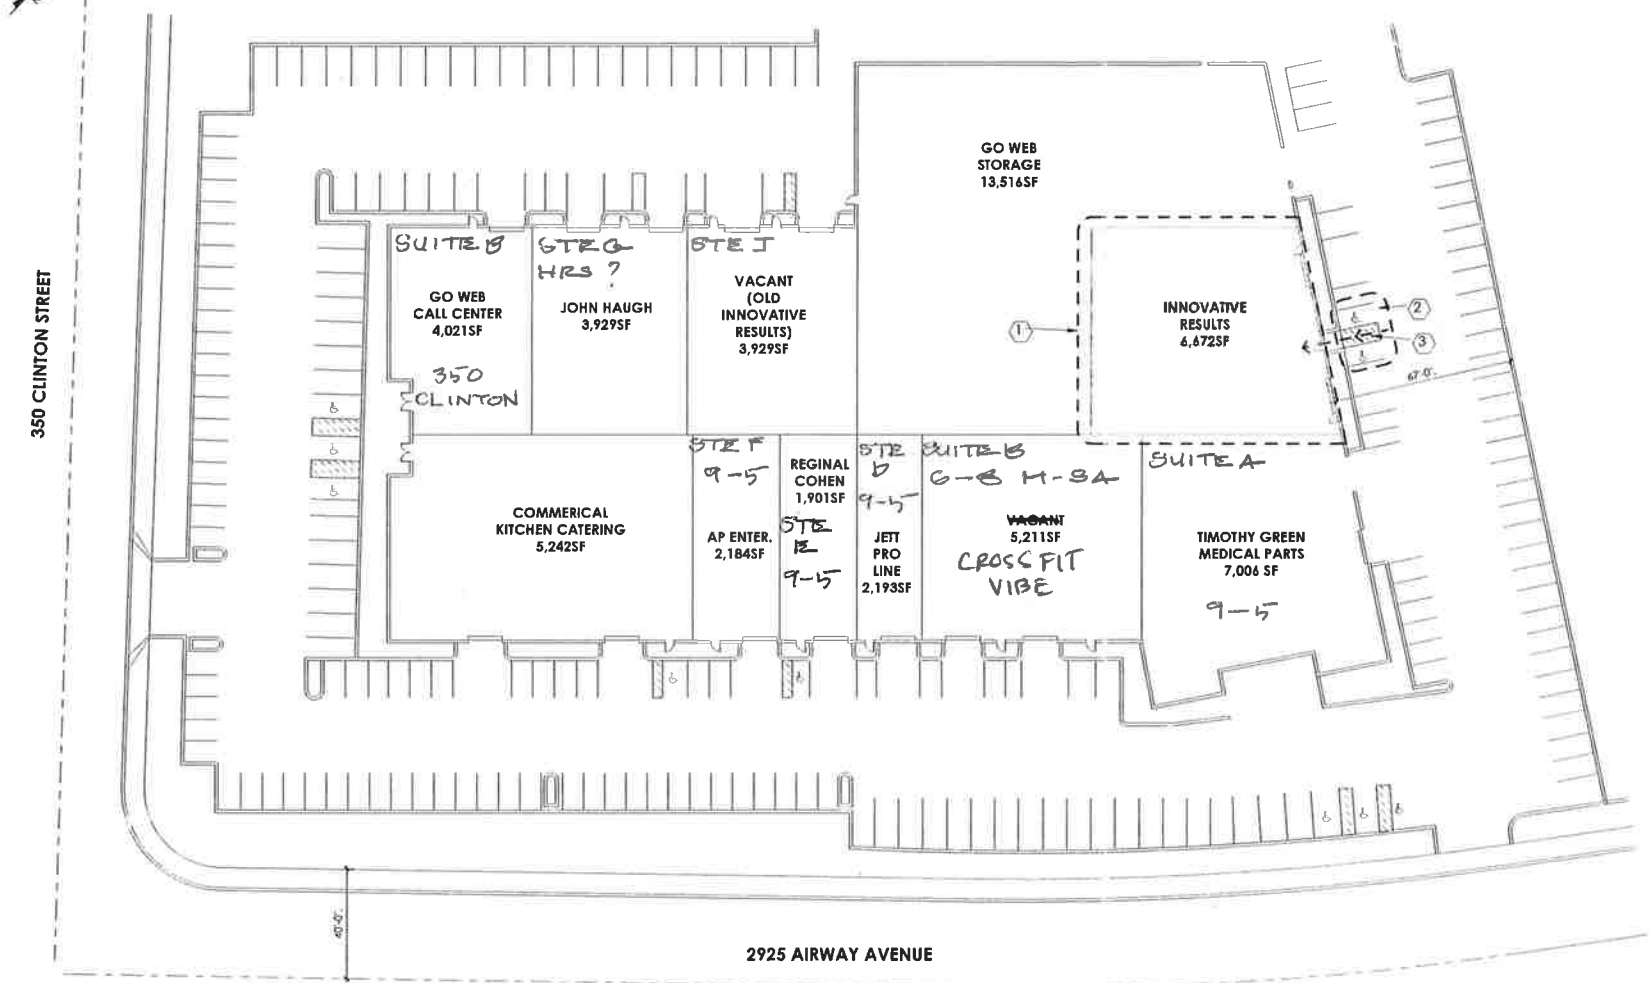 350 CLINTON STREET
GO WEB
STORAGE
13,516SF
SUITE B
GO WEB
CALL CENTER
4,021SF
350
CLINTON
STE G
HRS ?
JOHN HAUGH
3,929SF
STE I
VACANT
(OLD
INNOVATIVE
RESULTS)
3,929SF
1
INNOVATIVE
RESULTS
6,672SF
2
3
67'-0".
COMMERICAL
KITCHEN CATERING
5,242SF
STE F
9-5
AP ENTER.
2,184SF
REGINAL
COHEN
1,901SF
STE
E
9-5
STE
D
9-5
JETT
PRO
LINE
2,193SF
SUITE B
6-8 M-SA
VACANT
5,211SF
CROSSFIT
VIBE
SUITE A
TIMOTHY GREEN
MEDICAL PARTS
7,006 SF
9-5
40'-0".
2925 AIRWAY AVENUE